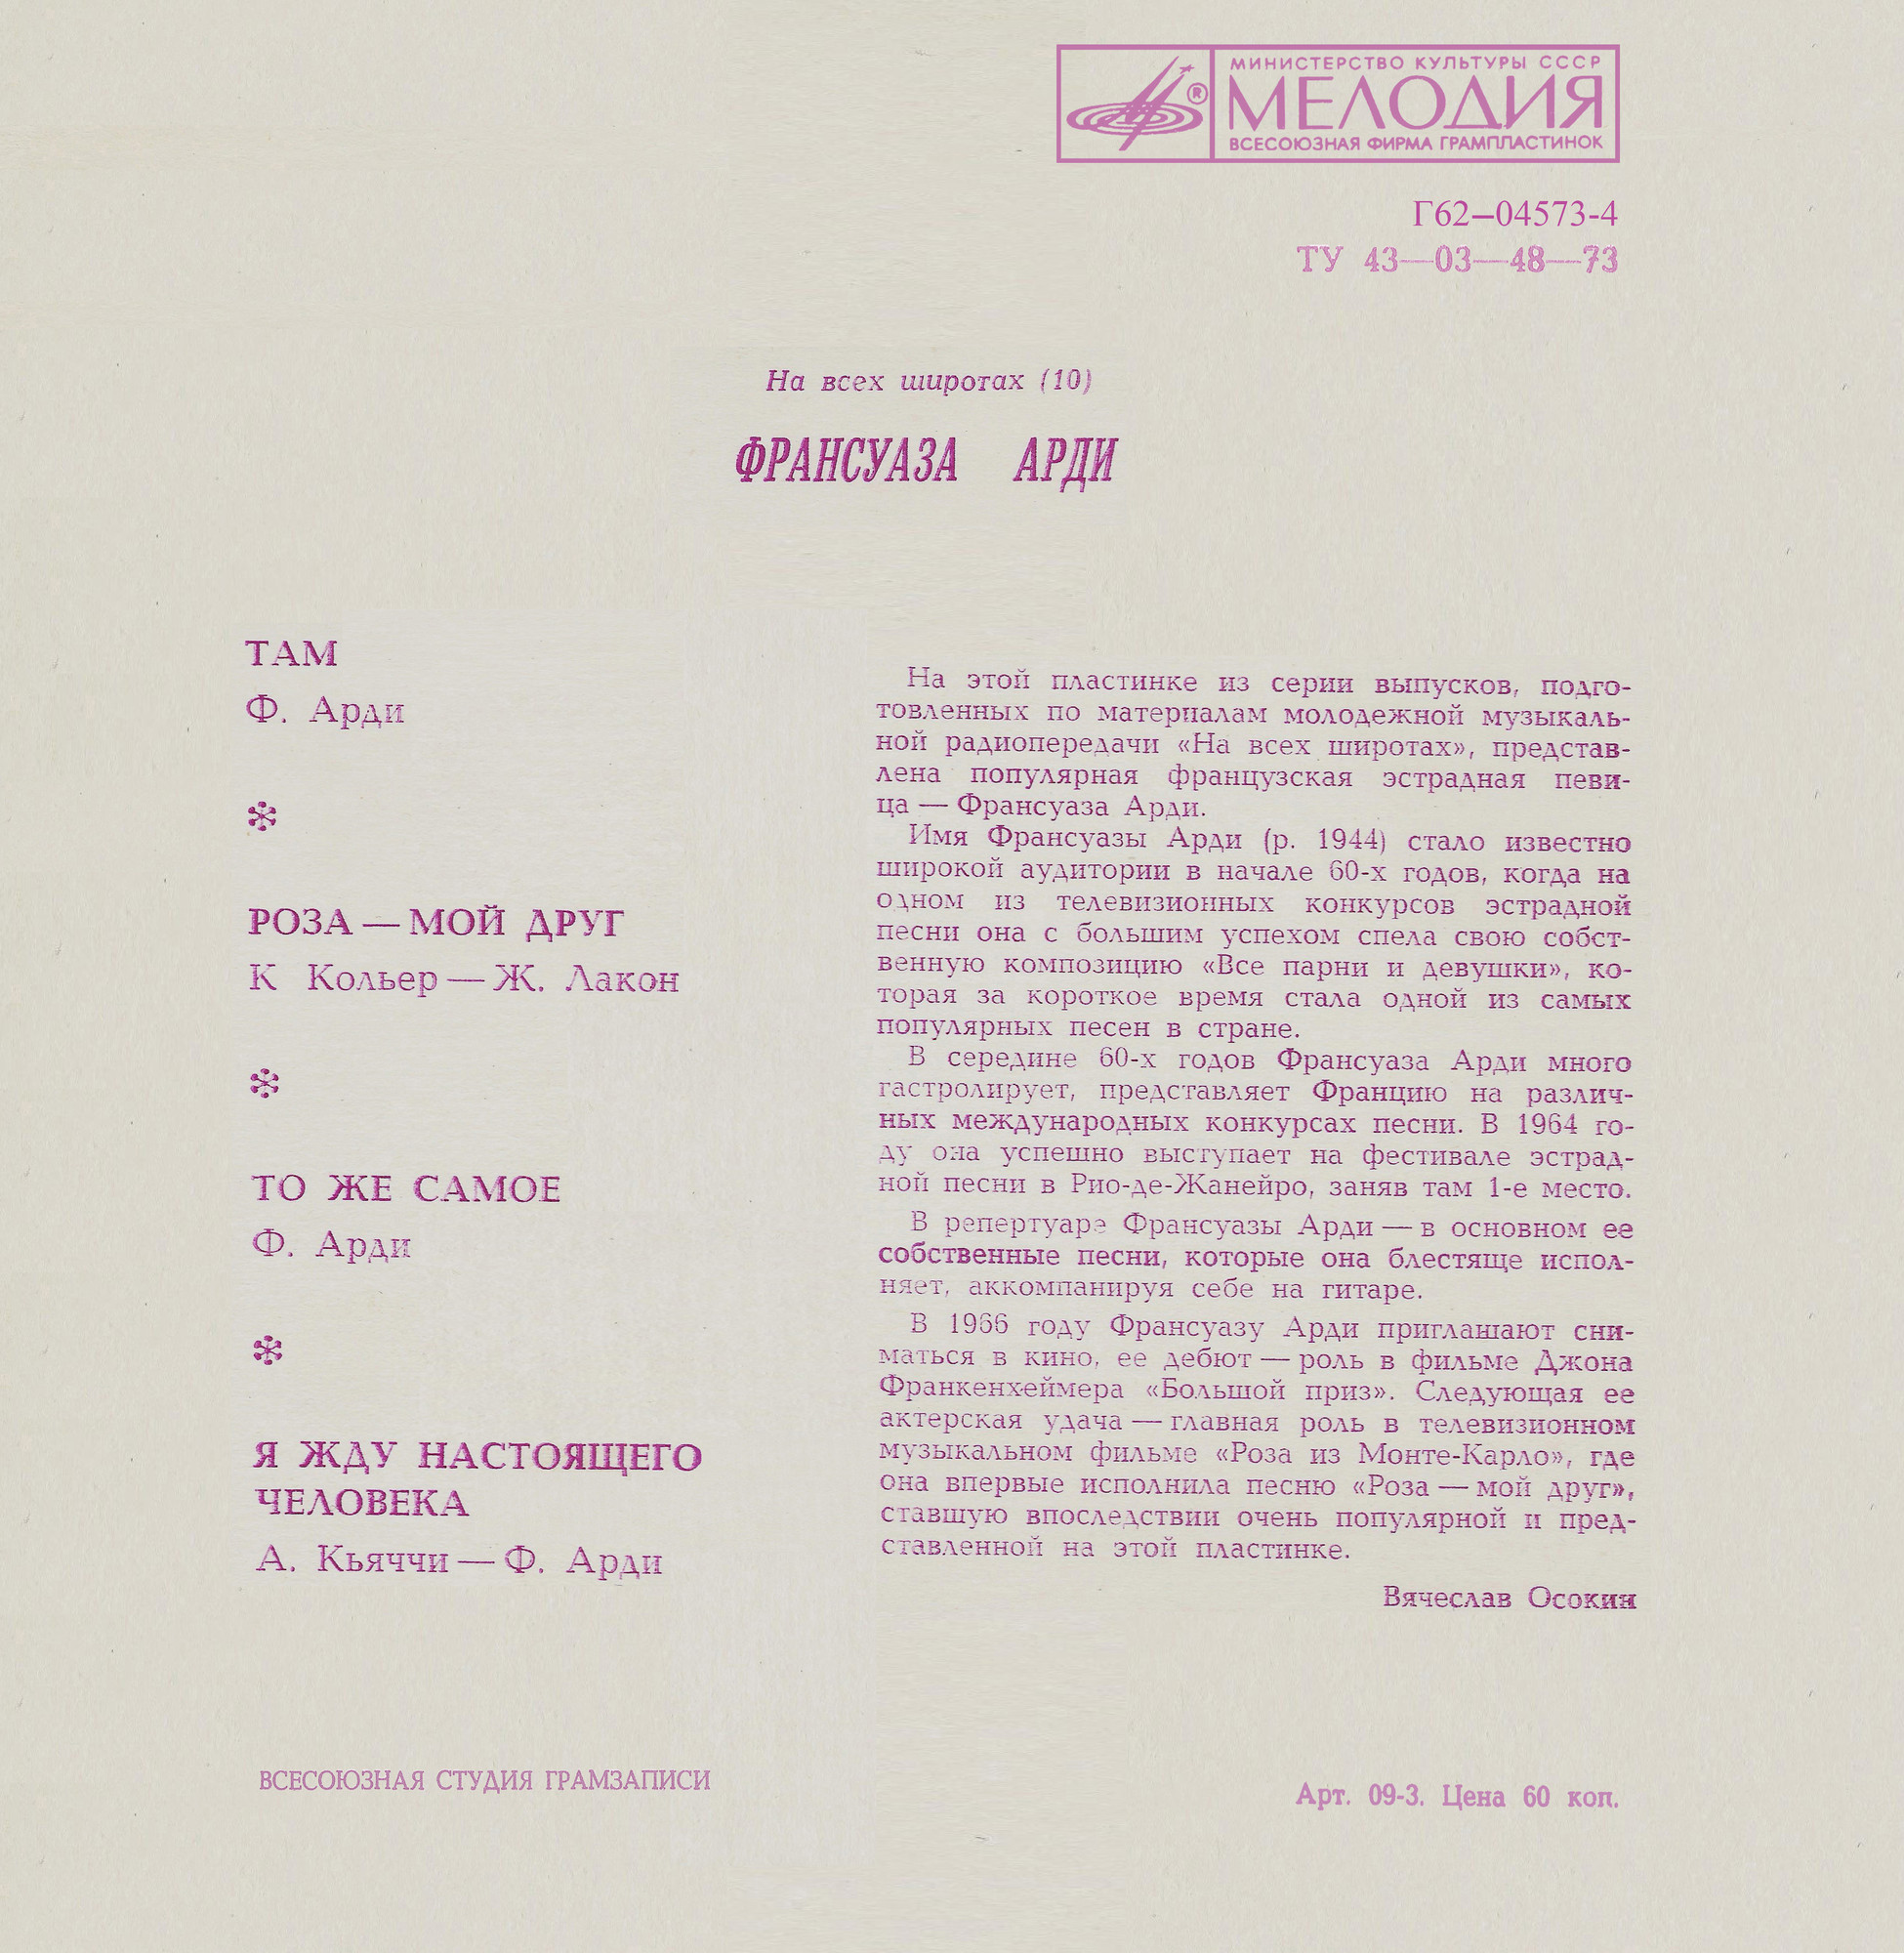 МИНИСТЕРСТВО КУЛЬТУРЫ СССР
®
МЕЛОДИЯ
ВСЕСОЮЗНАЯ ФИРМА ГРАМПЛАСТИНОК
Г62—04573-4
ТУ 43—03—48—73
На всех широтах (10)
ФРАНСУАЗА АРДИ
ТАМ
Ф. Арди
*
РОЗА — МОЙ ДРУГ
К Кольер — Ж. Лакон
*
ТО ЖЕ САМОЕ
Ф. Арди
*
Я ЖДУ НАСТОЯЩЕГО
ЧЕЛОВЕКА
А. Кьяччи — Ф. Арди
На этой пластинке из серии выпусков, подго-
товленных по материалам молодежной музыкаль-
ной радиопередачи «На всех широтах», представ-
лена популярная французская эстрадная певи-
ца — Франсуаза Арди.
Имя Франсуазы Арди (р. 1944) стало известно
широкой аудитории в начале 60-х годов, когда на
одном из телевизионных конкурсов эстрадной
песни она с большим успехом спела свою собст-
венную композицию «Все парни и девушки», ко-
торая за короткое время стала одной из самых
популярных песен в стране.
В середине 60-х годов Франсуаза Арди много
гастролирует, представляет Францию на различ-
ных международных конкурсах песни. В 1964 го-
ду она успешно выступает на фестивале эстрад-
ной песни в Рио-де-Жанейро, заняв там 1-е место.
В репертуаре Франсуазы Арди — в основном ее
собственные песни, которые она блестяще испол-
няет, аккомпанируя себе на гитаре.
В 1966 году Франсуазу Арди приглашают сни-
маться в кино, ее дебют — роль в фильме Джона
Франкенхеймера «Большой приз». Следующая ее
актерская удача — главная роль в телевизионном
музыкальном фильме «Роза из Монте-Карло», где
она впервые исполнила песню «Роза — мой друг»,
ставшую впоследствии очень популярной и пред-
ставленной на этой пластинке.
Вячеслав Осокин
ВСЕСОЮЗНАЯ СТУДИЯ ГРАМЗАПИСИ
Арт. 09-3. Цена 60 коп.